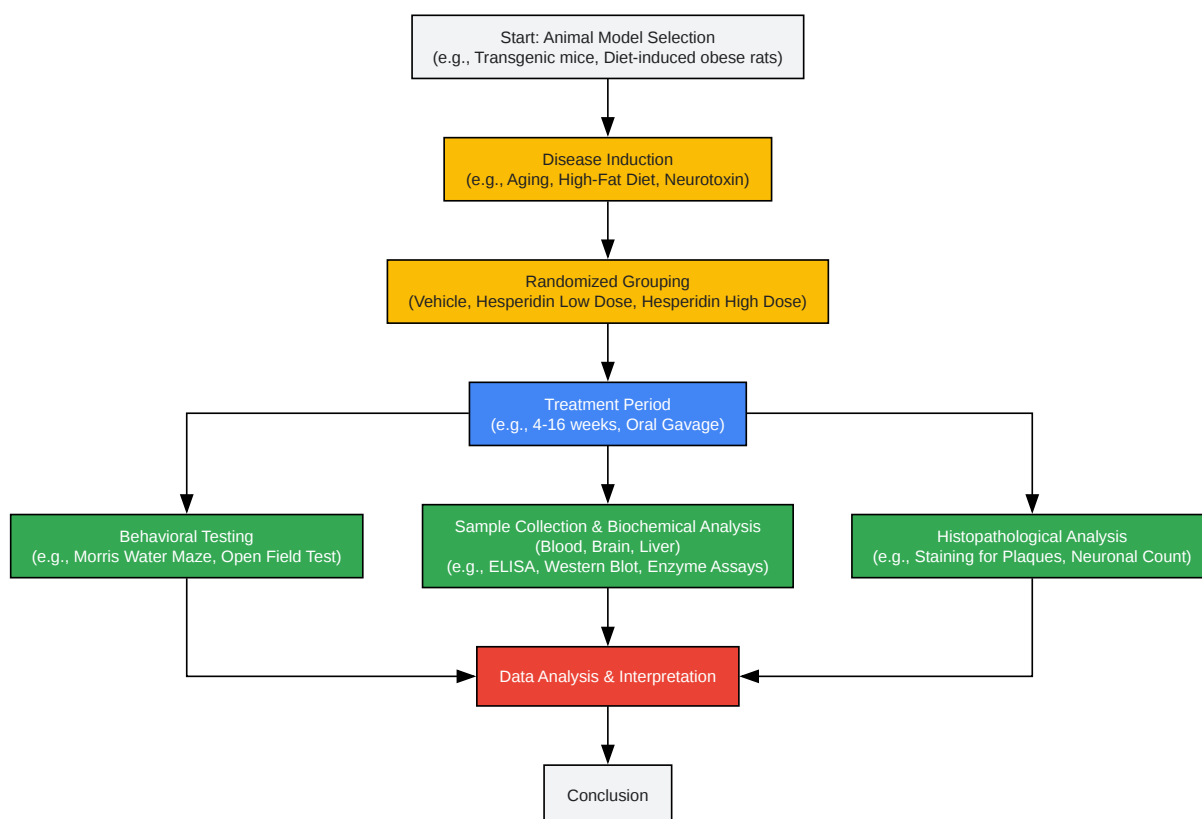 Start: Animal Model Selection
(e.g., Transgenic mice, Diet-induced obese rats)
Disease Induction
(e.g., Aging, High-Fat Diet, Neurotoxin)
Randomized Grouping
(Vehicle, Hesperidin Low Dose, Hesperidin High Dose)
Treatment Period
(e.g., 4-16 weeks, Oral Gavage)
Behavioral Testing
(e.g., Morris Water Maze, Open Field Test)
Sample Collection & Biochemical Analysis
(Blood, Brain, Liver)
(e.g., ELISA, Western Blot, Enzyme Assays)
Histopathological Analysis
(e.g., Staining for Plaques, Neuronal Count)
Data Analysis & Interpretation
Conclusion